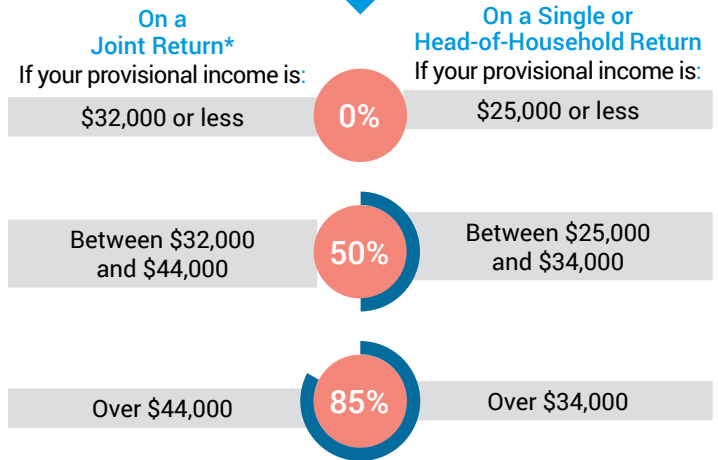 On a
Joint Return*
If your provisional income is:
On a Single or
Head-of-Household Return
If your provisional income is:
$32,000 or less
0%
$25,000 or less
Between $32,000
and $44,000
50%
Between $25,000
and $34,000
Over $44,000
85%
Over $34,000